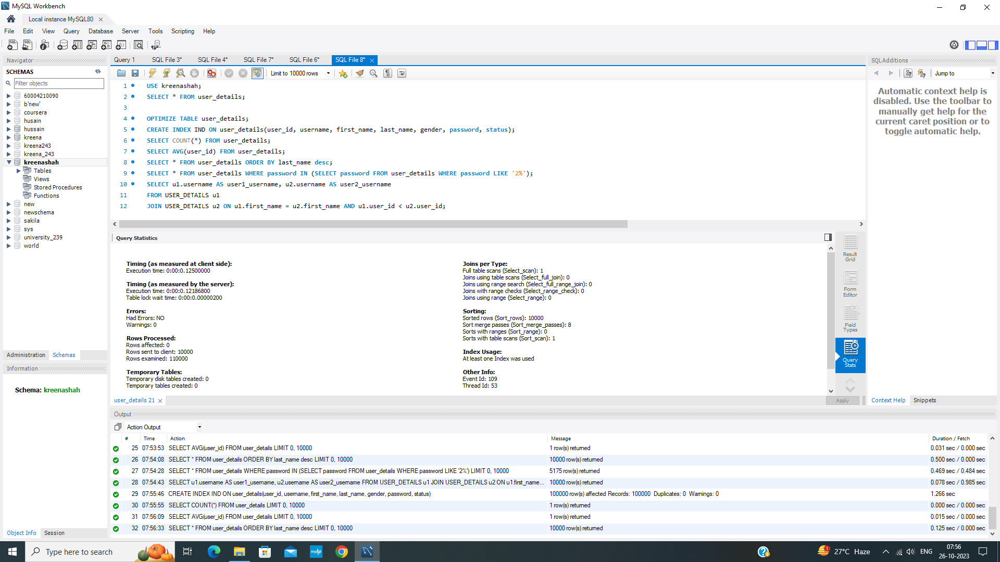 MySQL Workbench
Local instance MySQL80
File Edit View Query Database Server Tools Scripting Help
Navigator
SCHEMAS
Filter objects
60004210090
b'new'
coursera
husain
hussain
kreena
kreena243
kreena_243
kreenashah
Tables
Views
Stored Procedures
Functions
new
newschema
sakila
sys
university_239
world
Administration Schemas
Information
Schema: kreenashah
Object Info Session
Query 1 SQL File 3* SQL File 4* SQL File 7* SQL File 6* SQL File 8*
Limit to 10000 rows
1 USE kreenashah;
2 SELECT * FROM user_details;
3
4 OPTIMIZE TABLE user_details;
5 CREATE INDEX IND ON user_details(user_id, username, first_name, last_name, gender, password, status);
6 SELECT COUNT(*) FROM user_details;
7 SELECT AVG(user_id) FROM user_details;
8 SELECT * FROM user_details ORDER BY last_name desc;
9 SELECT * FROM user_details WHERE password IN (SELECT password FROM user_details WHERE password LIKE '2%');
10 SELECT u1.username AS user1_username, u2.username AS user2_username
11 FROM USER_DETAILS u1
12 JOIN USER_DETAILS u2 ON u1.first_name = u2.first_name AND u1.user_id < u2.user_id;
Query Statistics
Timing (as measured at client side):
Execution time: 0:00:0.12500000
Timing (as measured by the server):
Execution time: 0:00:0.12186800
Table lock wait time: 0:00:0.00000200
Errors:
Had Errors: NO
Warnings: 0
Rows Processed:
Rows affected: 0
Rows sent to client: 10000
Rows examined: 110000
Temporary Tables:
Temporary disk tables created: 0
Temporary tables created: 0
Joins per Type:
Full table scans (Select_scan): 1
Joins using table scans (Select_full_join): 0
Joins using range search (Select_full_range_join): 0
Joins with range checks (Select_range_check): 0
Joins using range (Select_range): 0
Sorting:
Sorted rows (Sort_rows): 10000
Sort merge passes (Sort_merge_passes): 8
Sorts with ranges (Sort_range): 0
Sorts with table scans (Sort_scan): 1
Index Usage:
At least one Index was used
Other Info:
Event Id: 109
Thread Id: 53
Result
Grid
Form
Editor
Field
Types
Query
Stats
user_details 21
Apply
SQLAdditions
Jump to
Automatic context help is
disabled. Use the toolbar to
manually get help for the
current caret position or to
toggle automatic help.
Context Help Snippets
Output
Action Output
# Time Action Message Duration / Fetch
25 07:53:53 SELECT AVG(user_id) FROM user_details LIMIT 0, 10000 1 row(s) returned 0.031 sec / 0.000 sec
26 07:54:08 SELECT * FROM user_details ORDER BY last_name desc LIMIT 0, 10000 10000 row(s) returned 0.500 sec / 0.000 sec
27 07:54:28 SELECT * FROM user_details WHERE password IN (SELECT password FROM user_details WHERE password LIKE '2%') LIMIT 0, 10000 5175 row(s) returned 0.469 sec / 0.484 sec
28 07:54:43 SELECT u1.username AS user1_username, u2.username AS user2_username FROM USER_DETAILS u1 JOIN USER_DETAILS u2 ON u1.first_name... 10000 row(s) returned 0.078 sec / 0.985 sec
29 07:55:46 CREATE INDEX IND ON user_details(user_id, username, first_name, last_name, gender, password, status) 100000 row(s) affected Records: 100000 Duplicates: 0 Warnings: 0 1.266 sec
30 07:55:55 SELECT COUNT(*) FROM user_details LIMIT 0, 10000 1 row(s) returned 0.000 sec / 0.000 sec
31 07:56:09 SELECT AVG(user_id) FROM user_details LIMIT 0, 10000 1 row(s) returned 0.015 sec / 0.000 sec
32 07:56:33 SELECT * FROM user_details ORDER BY last_name desc LIMIT 0, 10000 10000 row(s) returned 0.125 sec / 0.000 sec
Type here to search
myhp
1
27°C Haze
ENG
07:56
26-10-2023